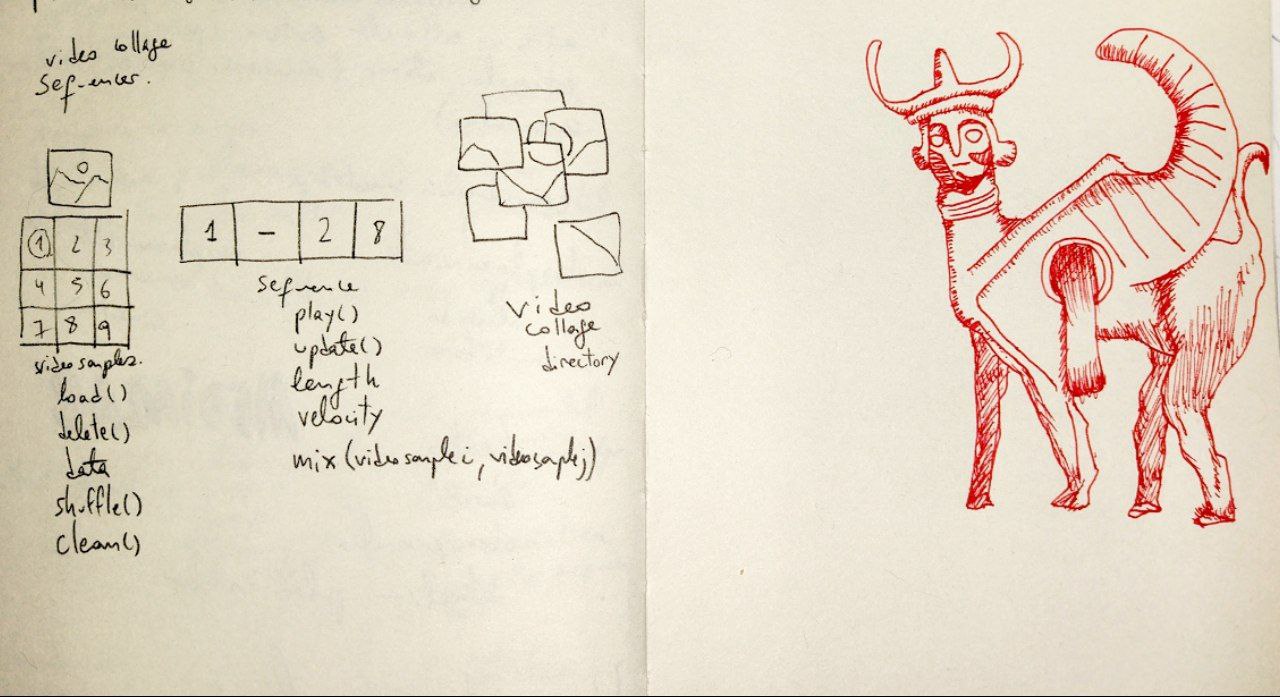 video collage
sequencer.
1 2 3
4 5 6
7 8 9
videosamples.
load()
delete()
data
shuffle()
clean()
1 - 2 8
sequence
play()
update()
length
velocity
mix(videosample i, videosample j)
video
collage
directory